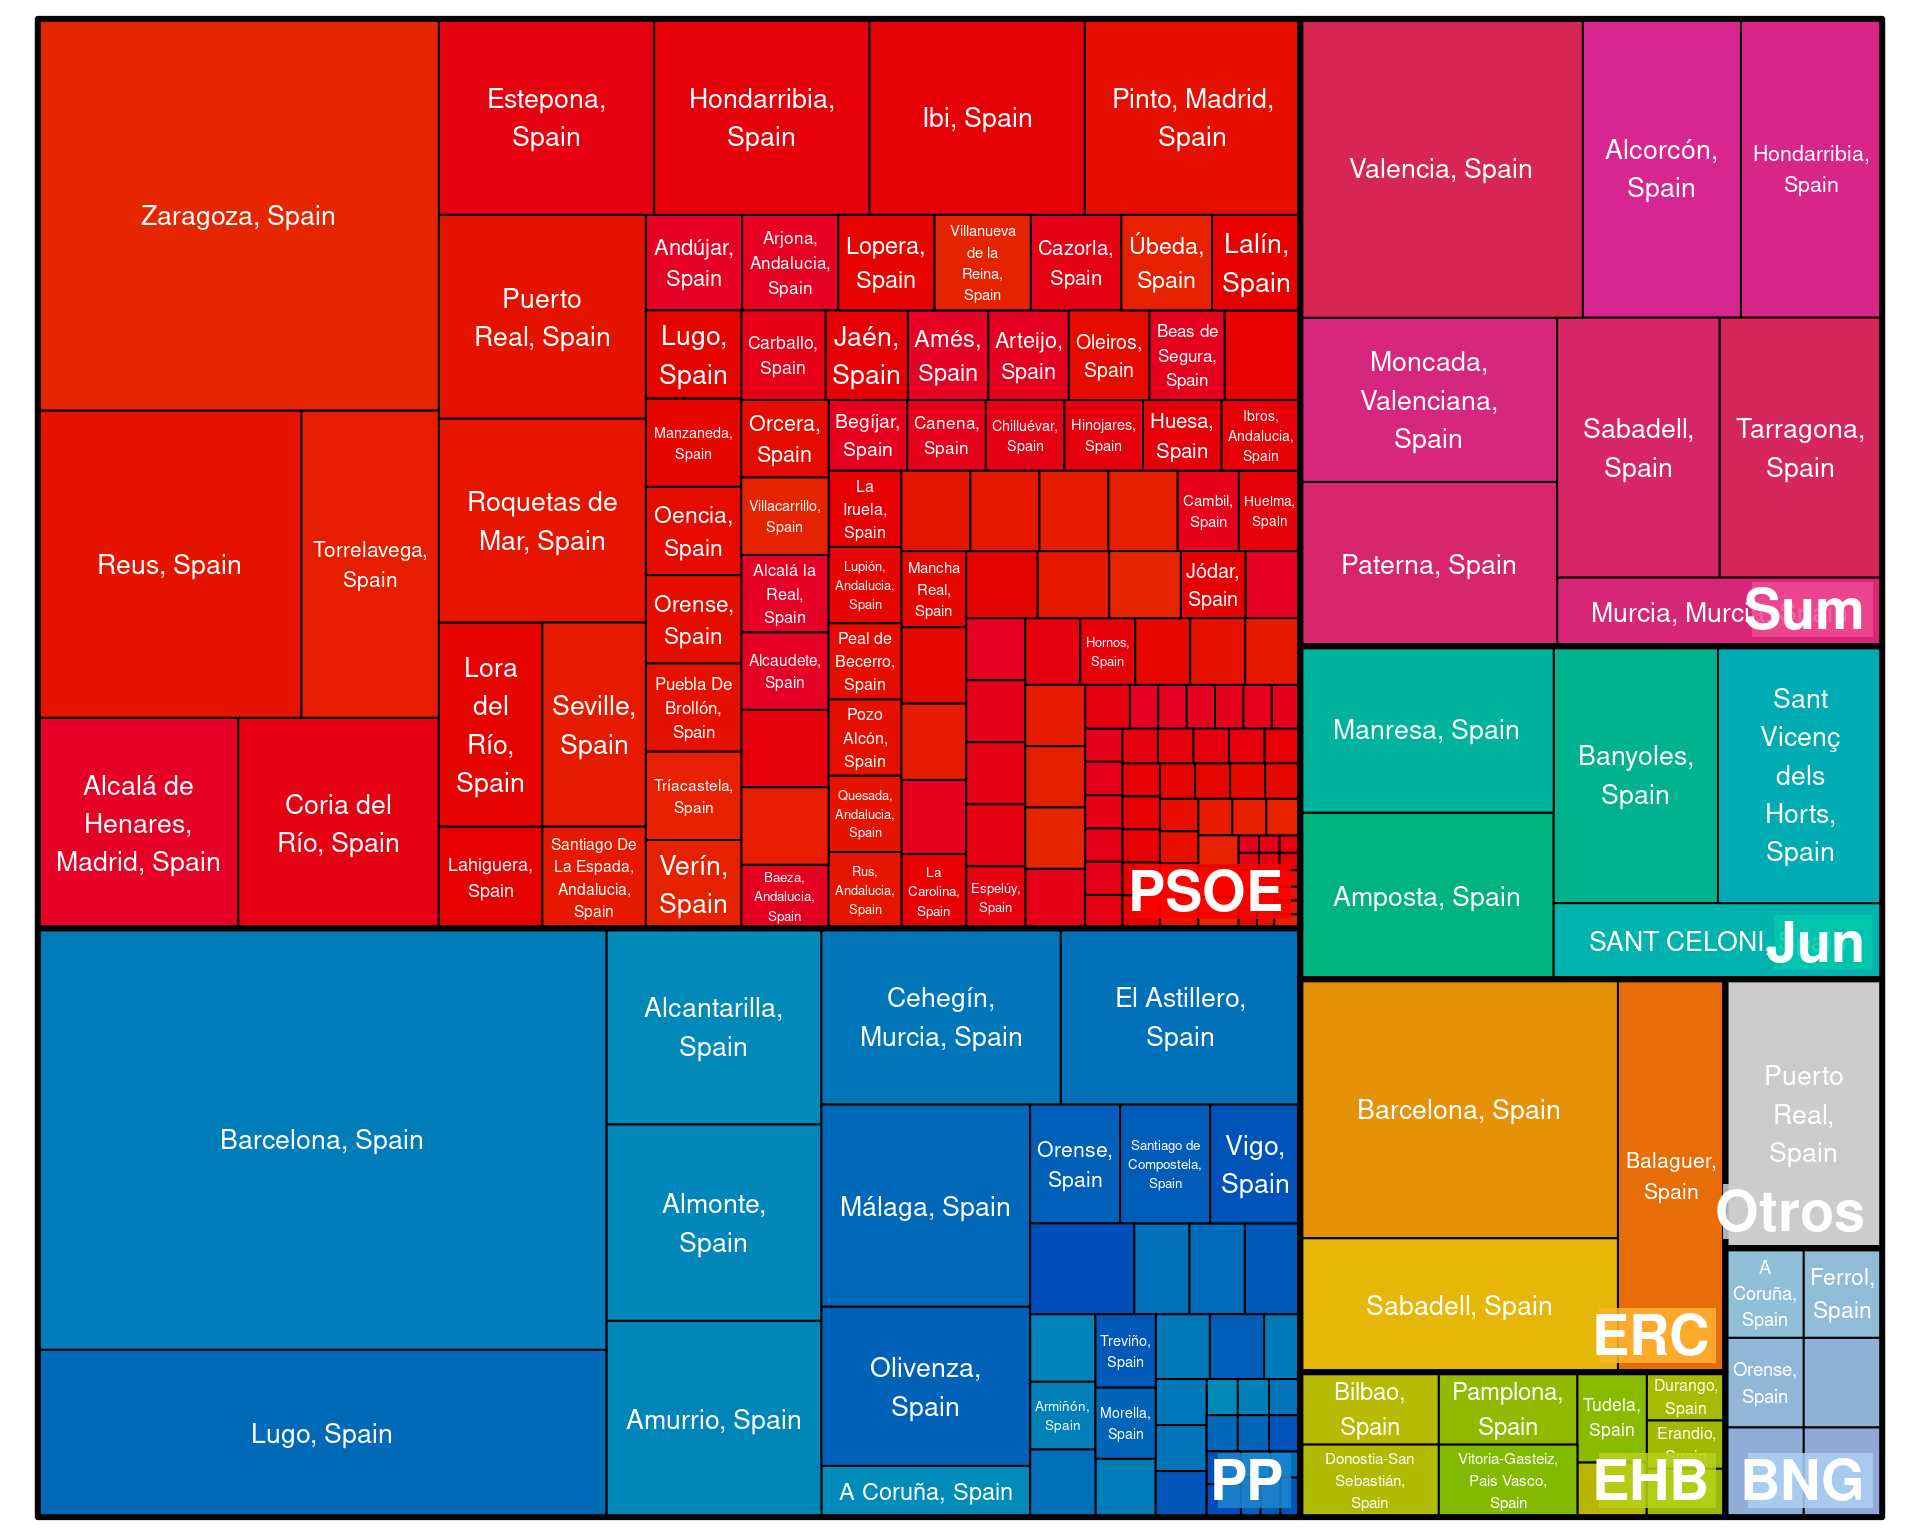 Zaragoza, Spain
Estepona,
Spain
Hondarribia,
Spain
Ibi, Spain
Pinto, Madrid,
Spain
Reus, Spain
Torrelavega,
Spain
Alcalá de
Henares,
Madrid, Spain
Coria del
Río, Spain
Puerto
Real, Spain
Roquetas de
Mar, Spain
Lora
del
Río,
Spain
Seville,
Spain
Lahiguera,
Spain
Santiago De
La Espada,
Andalucia,
Spain
Andújar,
Spain
Arjona,
Andalucia,
Spain
Lopera,
Spain
Villanueva
de la
Reina,
Spain
Cazorla,
Spain
Úbeda,
Spain
Lalín,
Spain
Lugo,
Spain
Manzaneda,
Spain
Oencia,
Spain
Orense,
Spain
Puebla De
Brollón,
Spain
Tríacastela,
Spain
Verín,
Spain
Carballo,
Spain
Jaén,
Spain
Amés,
Spain
Arteijo,
Spain
Oleiros,
Spain
Beas de
Segura,
Spain
Orcera,
Spain
Villacarrillo,
Spain
Alcalá la
Real,
Spain
Alcaudete,
Spain
Baeza,
Andalucia,
Spain
Begíjar,
Spain
Canena,
Spain
Chilluévar,
Spain
Hinojares,
Spain
Huesa,
Spain
Ibros,
Andalucia,
Spain
La
Iruela,
Spain
Lupión,
Andalucia,
Spain
Peal de
Becerro,
Spain
Pozo
Alcón,
Spain
Quesada,
Andalucia,
Spain
Rus,
Andalucia,
Spain
Cambil,
Spain
Huelma,
Spain
Mancha
Real,
Spain
La
Carolina,
Spain
Jódar,
Spain
Espelúy,
Spain
Hornos,
Spain
PSOE
Barcelona, Spain
Lugo, Spain
Alcantarilla,
Spain
Almonte,
Spain
Amurrio, Spain
Cehegín,
Murcia, Spain
El Astillero,
Spain
Málaga, Spain
Olivenza,
Spain
A Coruña, Spain
Orense,
Spain
Santiago de
Compostela,
Spain
Vigo,
Spain
Treviño,
Spain
Armiñón,
Spain
Morella,
Spain
PP
Valencia, Spain
Alcorcón,
Spain
Hondarribia,
Spain
Moncada,
Valenciana,
Spain
Paterna, Spain
Sabadell,
Spain
Tarragona,
Spain
Murcia, Murcia, Spain
Sum
Manresa, Spain
Amposta, Spain
Banyoles,
Spain
Sant
Vicenç
dels
Horts,
Spain
SANT CELONI,
Jun
Barcelona, Spain
Sabadell, Spain
Balaguer,
Spain
ERC
Puerto
Real,
Spain
Otros
Bilbao,
Spain
Donostia-San
Sebastián,
Spain
Pamplona,
Spain
Vitoria-Gasteiz,
Pais Vasco,
Spain
Tudela,
Spain
Durango,
Spain
Erandio,
Spain
EHB
A
Coruña,
Spain
Ferrol,
Spain
Orense,
Spain
BNG